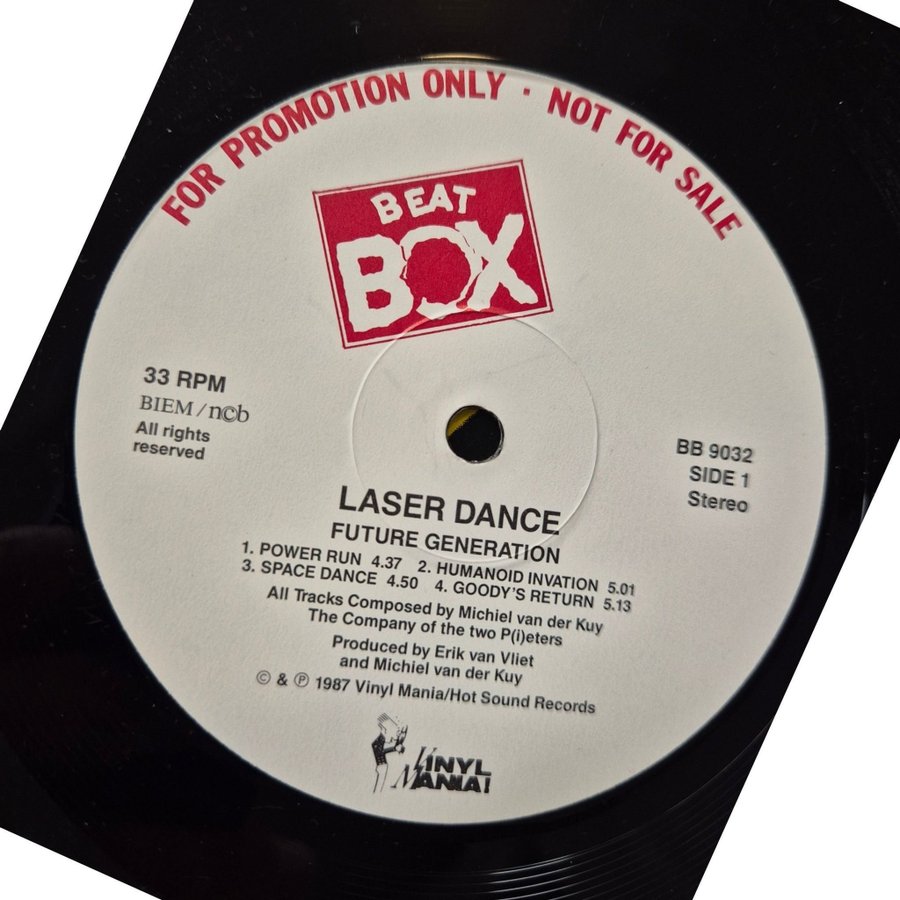 FOR PROMOTION ONLY · NOT FOR SALE
BEAT
BOX
33 RPM
BIEM/n©b
All rights
reserved
BB 9032
SIDE 1
Stereo
LASER DANCE
FUTURE GENERATION
1. POWER RUN 4.37 2. HUMANOID INVATION 5.01
3. SPACE DANCE 4.50 4. GOODY'S RETURN 5.13
All Tracks Composed by Michiel van der Kuy
The Company of the two P(i)eters
Produced by Erik van Vliet
and Michiel van der Kuy
© & ℗ 1987 Vinyl Mania/Hot Sound Records
VINYL
MANIA!